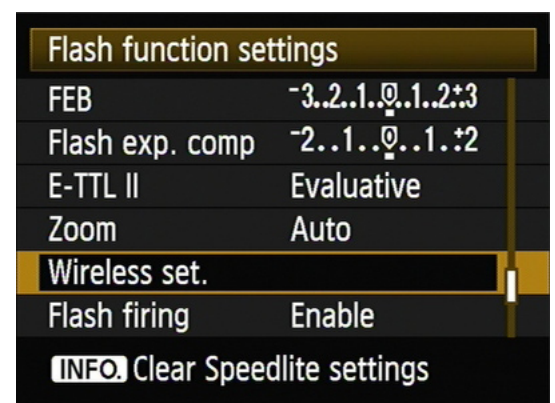 Flash function settings
FEB -3..2..1..0..1..2..+3
Flash exp. comp -2..1..0..1..+2
E-TTL II Evaluative
Zoom Auto
Wireless set.
Flash firing Enable
INFO. Clear Speedlite settings